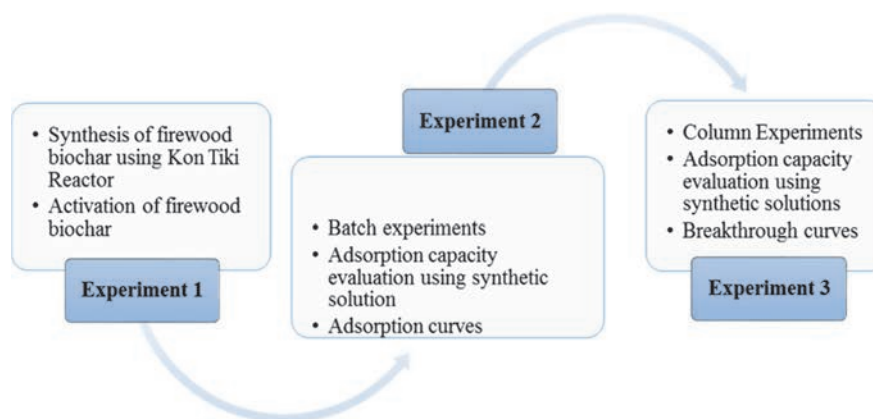 • Synthesis of firewood
biochar using Kon Tiki
Reactor
• Activation of firewood
biochar
Experiment 1
Experiment 2
• Batch experiments
• Adsorption capacity
evaluation using synthetic
solution
• Adsorption curves
• Column Experiments
• Adsorption capacity
evaluation using
synthetic solutions
• Breakthrough curves
Experiment 3